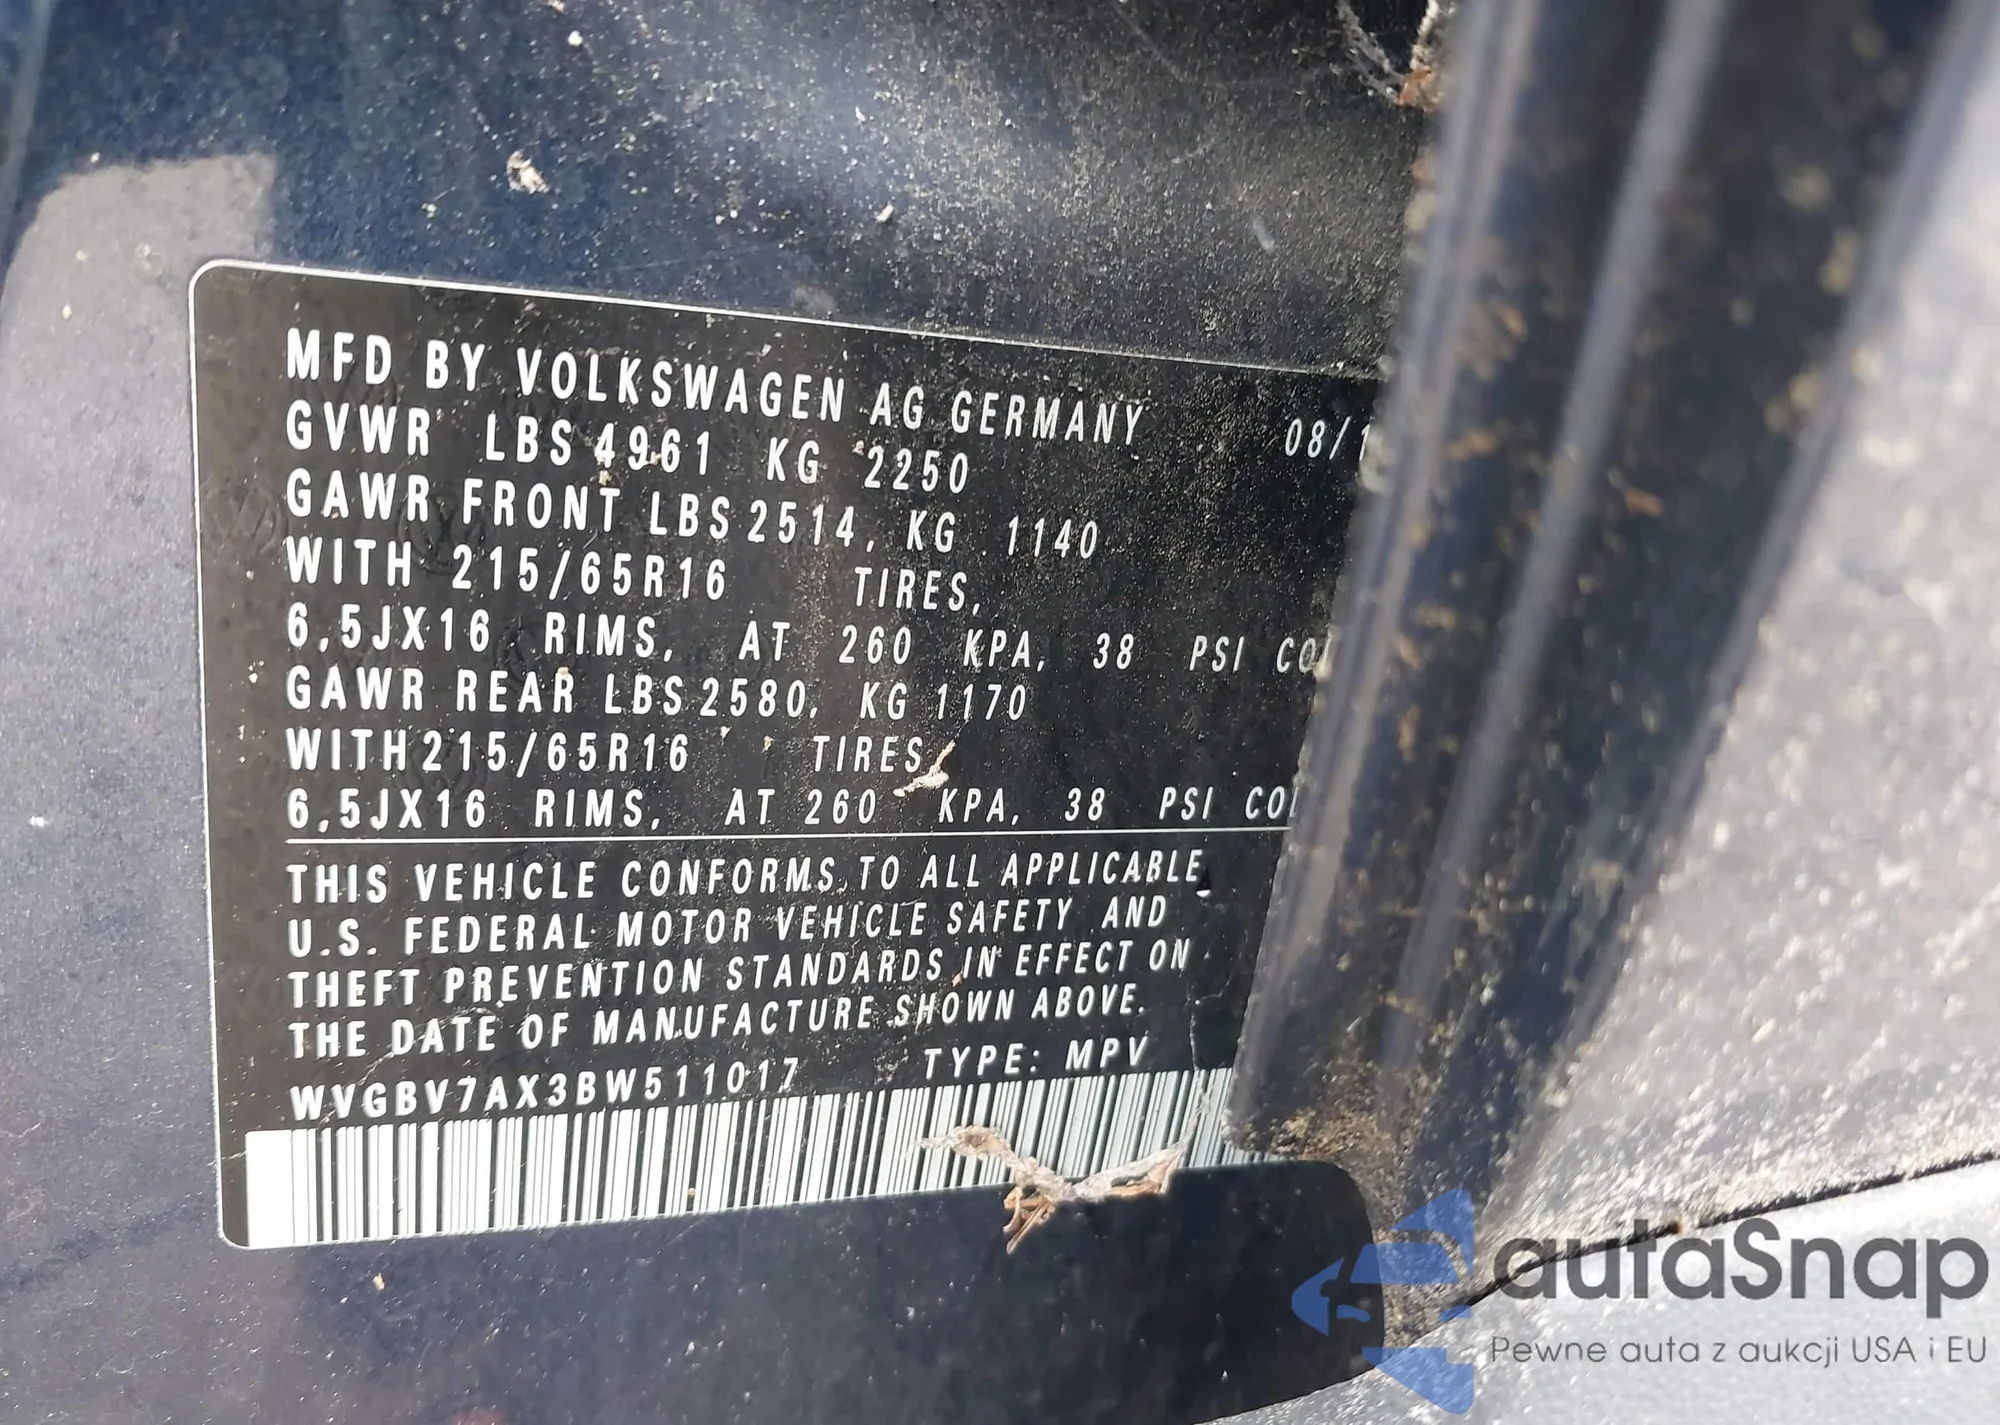 MFD BY VOLKSWAGEN AG GERMANY 08/1
GVWR LBS 4961 KG 2250
GAWR FRONT LBS 2514, KG 1140
WITH 215/65R16 TIRES,
6,5JX16 RIMS, AT 260 KPA, 38 PSI COL
GAWR REAR LBS 2580, KG 1170
WITH 215/65R16 TIRES
6,5JX16 RIMS, AT 260 KPA, 38 PSI COL
THIS VEHICLE CONFORMS TO ALL APPLICABLE
U.S. FEDERAL MOTOR VEHICLE SAFETY AND
THEFT PREVENTION STANDARDS IN EFFECT ON
THE DATE OF MANUFACTURE SHOWN ABOVE.
WVGBV7AX3BW511017 TYPE: MPV
autaSnap
Pewne auta z aukcji USA i EU